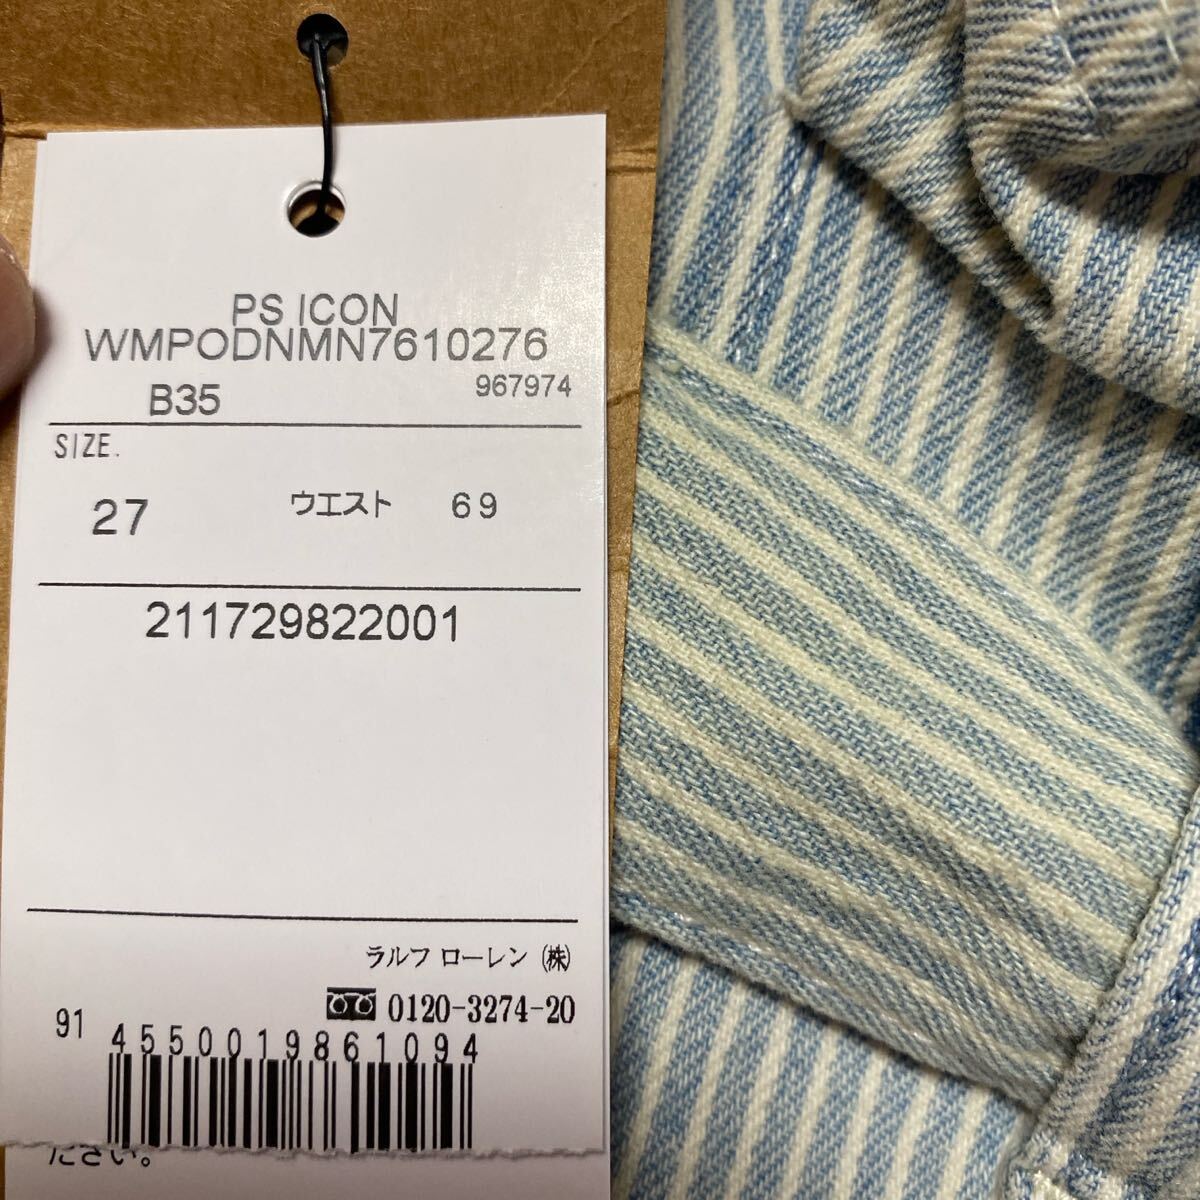 PS ICON
WMPODNMN7610276
B35 967974
SIZE.
27 ウエスト 69
211729822001
ラルフ ローレン ㈱
0120-3274-20
91 4550019861094
ださい。